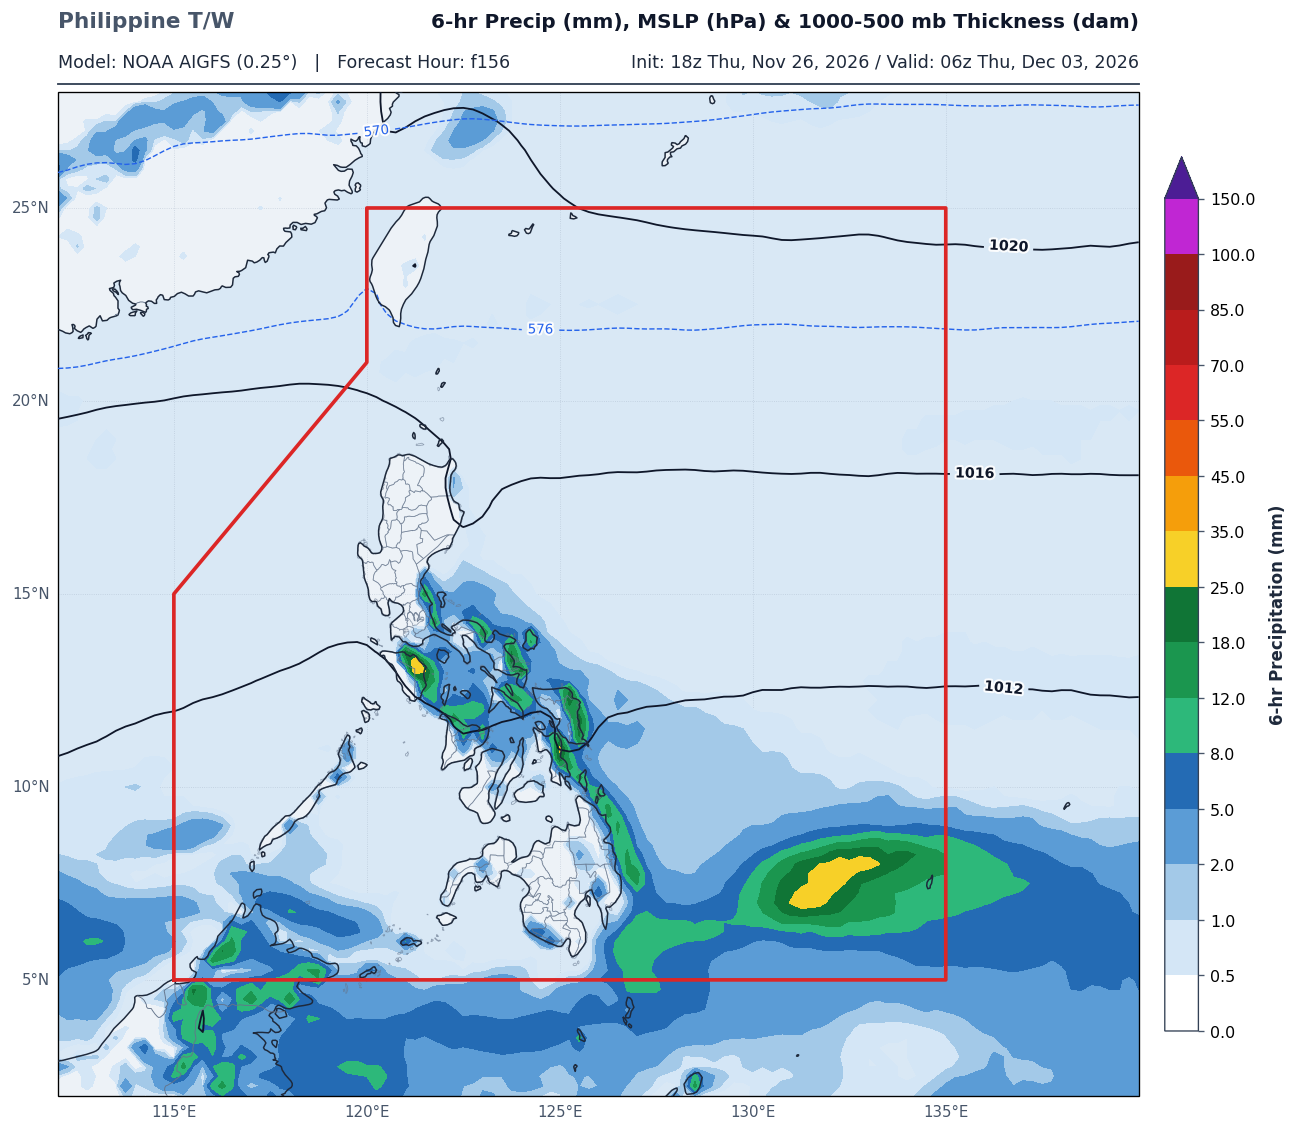 Philippine T/W
6-hr Precip (mm), MSLP (hPa) & 1000-500 mb Thickness (dam)
Model: NOAA AIGFS (0.25°) | Forecast Hour: f156
Init: 18z Thu, Nov 26, 2026 / Valid: 06z Thu, Dec 03, 2026
570
25°N
1020
576
20°N
1016
15°N
1012
10°N
5°N
115°E
120°E
125°E
130°E
135°E
150.0
100.0
85.0
70.0
55.0
45.0
35.0
25.0
18.0
12.0
8.0
5.0
2.0
1.0
0.5
0.0
6-hr Precipitation (mm)